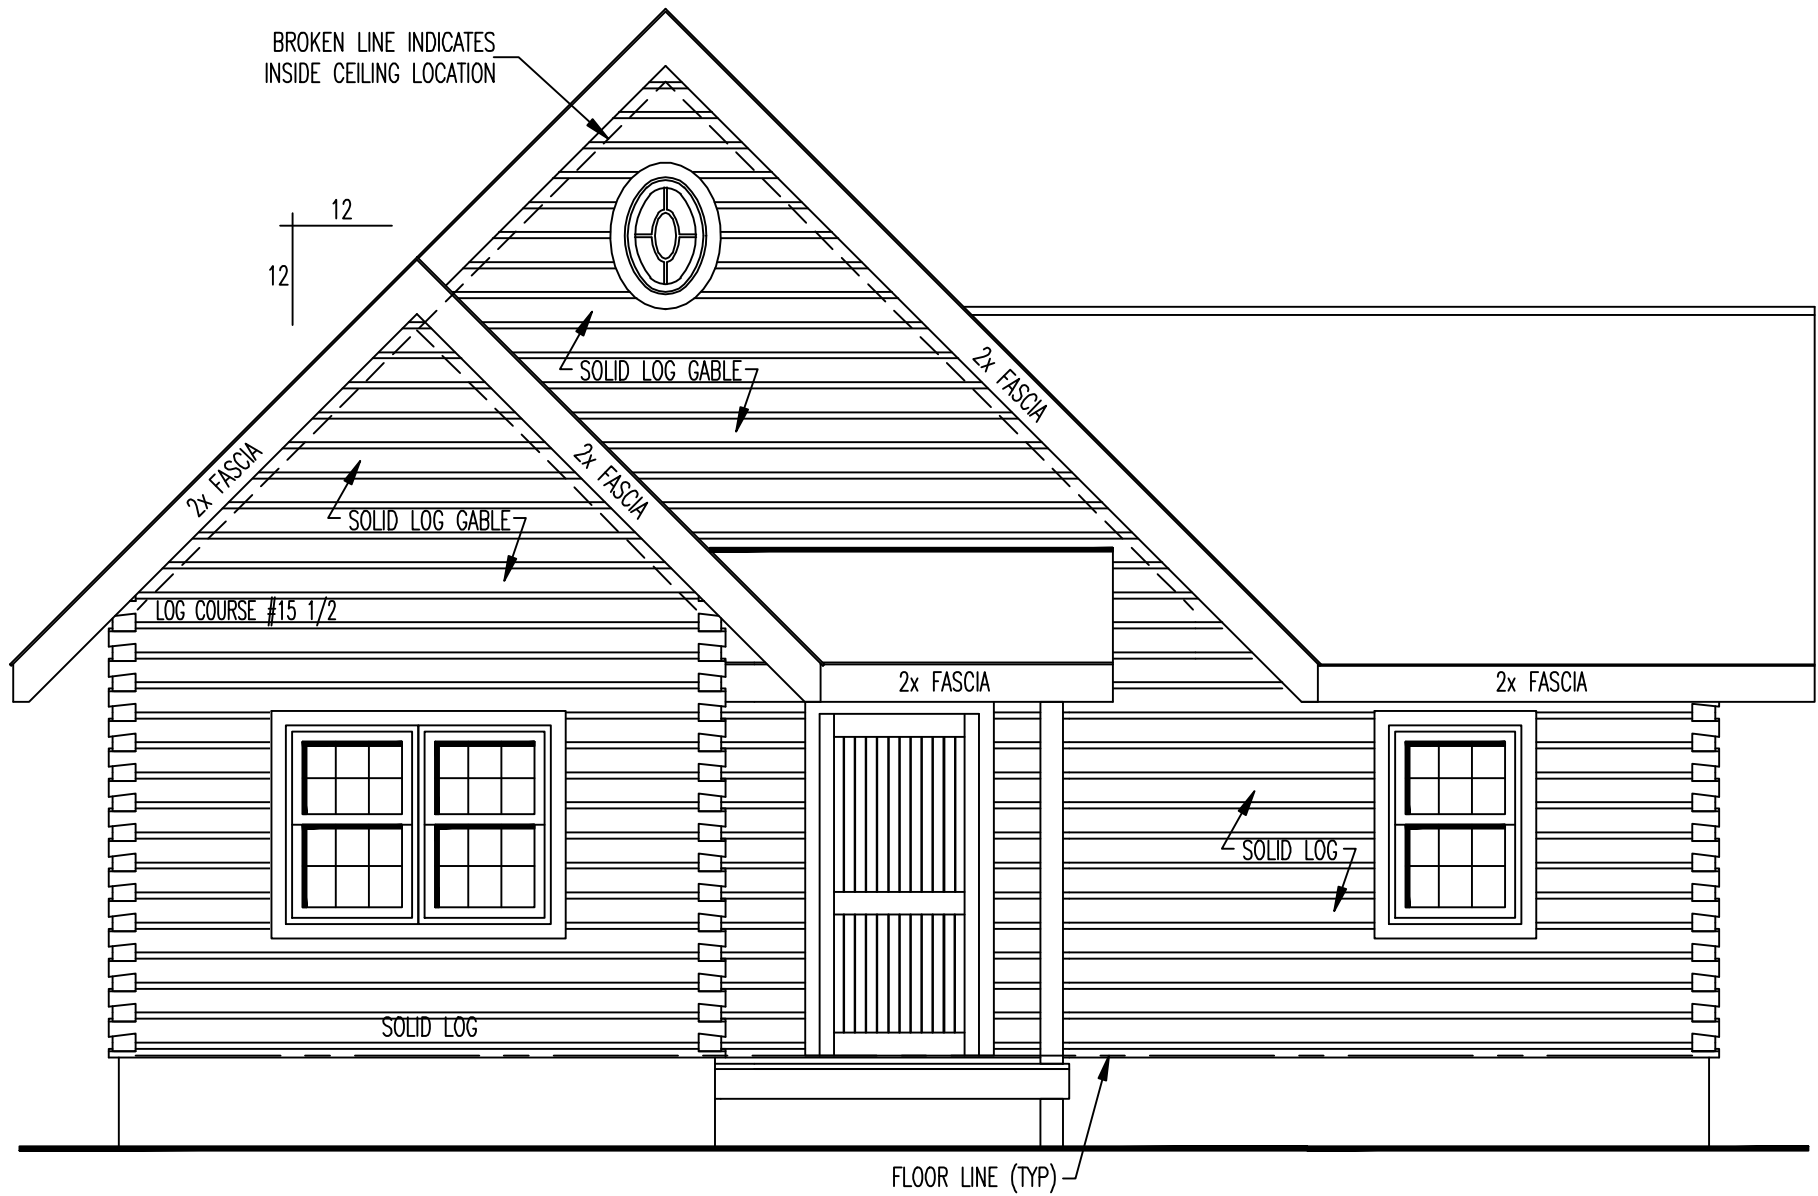 BROKEN LINE INDICATES
INSIDE CEILING LOCATION
12
12
SOLID LOG GABLE
2x FASCIA
2x FASCIA
2x FASCIA
SOLID LOG GABLE
LOG COURSE #15 1/2
2x FASCIA
2x FASCIA
SOLID LOG
SOLID LOG
FLOOR LINE (TYP)